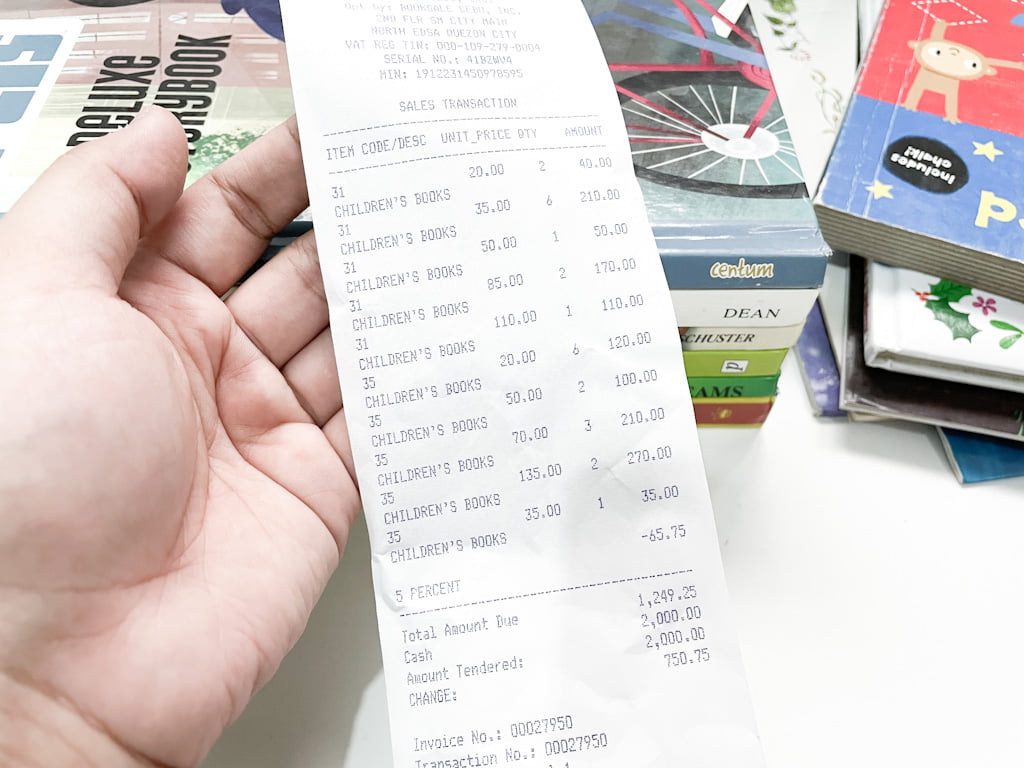 Opt by: BOOKSALE CEBU, INC.
2ND FLR SM CITY MAIN
NORTH EDSA QUEZON CITY
VAT REG TIN: 000-109-279-0004
SERIAL NO.: 41BZWV4
MIN: 1912231450978595
SALES TRANSACTION
ITEM CODE/DESC UNIT_PRICE QTY AMOUNT
31 20.00 2 40.00
CHILDREN'S BOOKS
31 35.00 6 210.00
CHILDREN'S BOOKS
31 50.00 1 50.00
CHILDREN'S BOOKS
31 85.00 2 170.00
CHILDREN'S BOOKS
31 110.00 1 110.00
CHILDREN'S BOOKS
35 20.00 6 120.00
CHILDREN'S BOOKS
35 50.00 2 100.00
CHILDREN'S BOOKS
35 70.00 3 210.00
CHILDREN'S BOOKS
35 135.00 2 270.00
CHILDREN'S BOOKS
35 35.00 1 35.00
CHILDREN'S BOOKS
-65.75
5 PERCENT
Total Amount Due 1,249.25
Cash 2,000.00
Amount Tendered: 2,000.00
CHANGE: 750.75
Invoice No.: 00027950
Transaction No.: 00027950
DeLUXE
centum
DEAN
CHUSTER
EAMS
Includes
chalk!